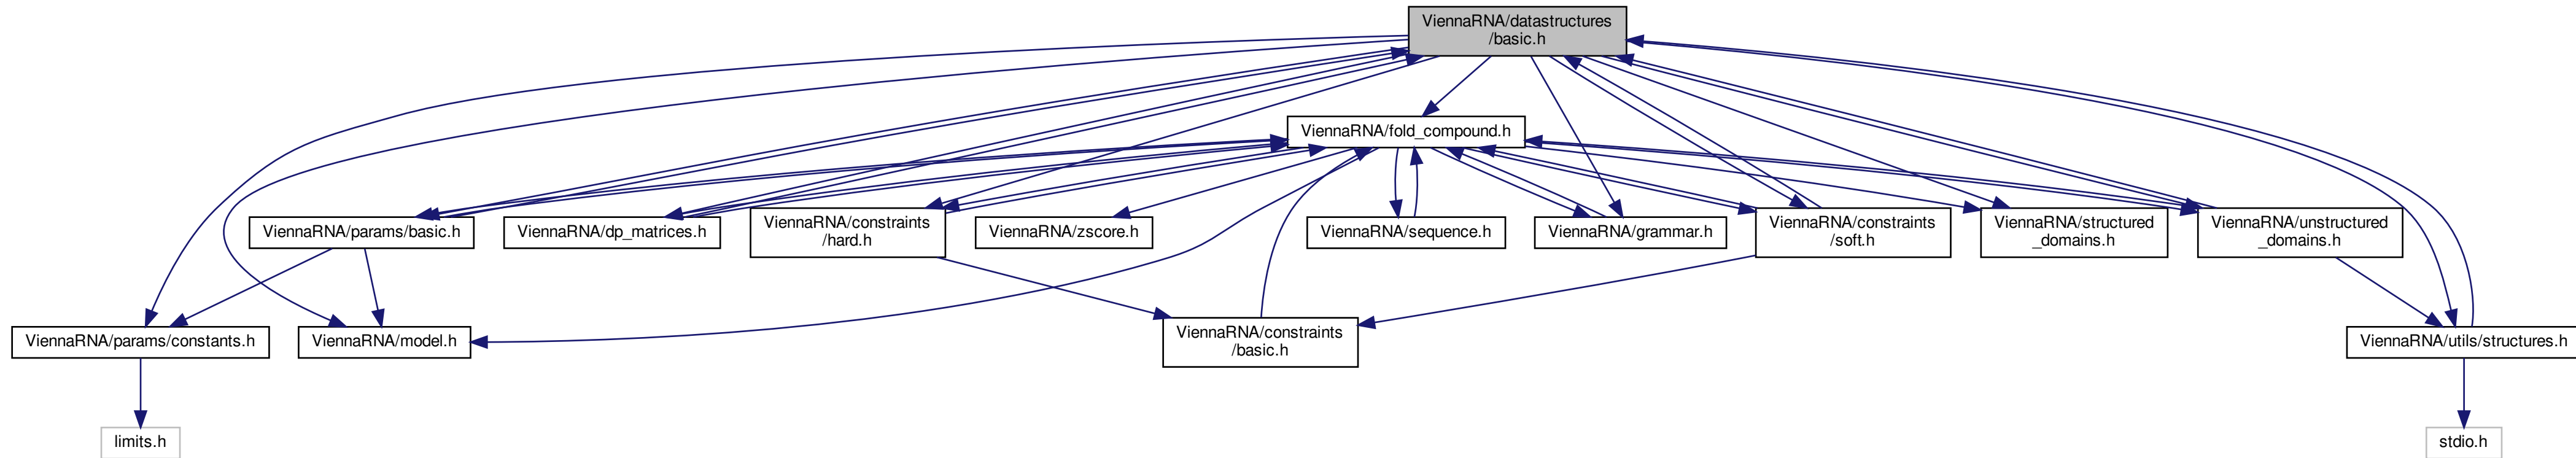 ViennaRNA/datastructures
/basic.h
ViennaRNA/fold_compound.h
ViennaRNA/params/basic.h
ViennaRNA/dp_matrices.h
ViennaRNA/constraints
/hard.h
ViennaRNA/zscore.h
ViennaRNA/sequence.h
ViennaRNA/grammar.h
ViennaRNA/constraints
/soft.h
ViennaRNA/structured
_domains.h
ViennaRNA/unstructured
_domains.h
ViennaRNA/params/constants.h
ViennaRNA/model.h
ViennaRNA/constraints
/basic.h
ViennaRNA/utils/structures.h
limits.h
stdio.h